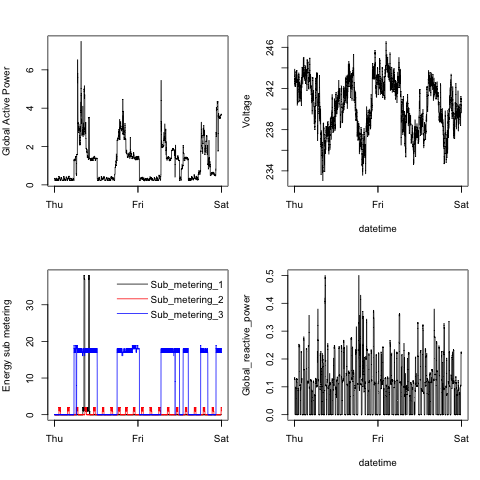 Global Active Power
0 2 4 6
Thu Fri Sat
Voltage
234 238 242 246
Thu Fri Sat
datetime
Energy sub metering
0 10 20 30
Sub_metering_1
Sub_metering_2
Sub_metering_3
Thu Fri Sat
Global_reactive_power
0.0 0.1 0.2 0.3 0.4 0.5
Thu Fri Sat
datetime